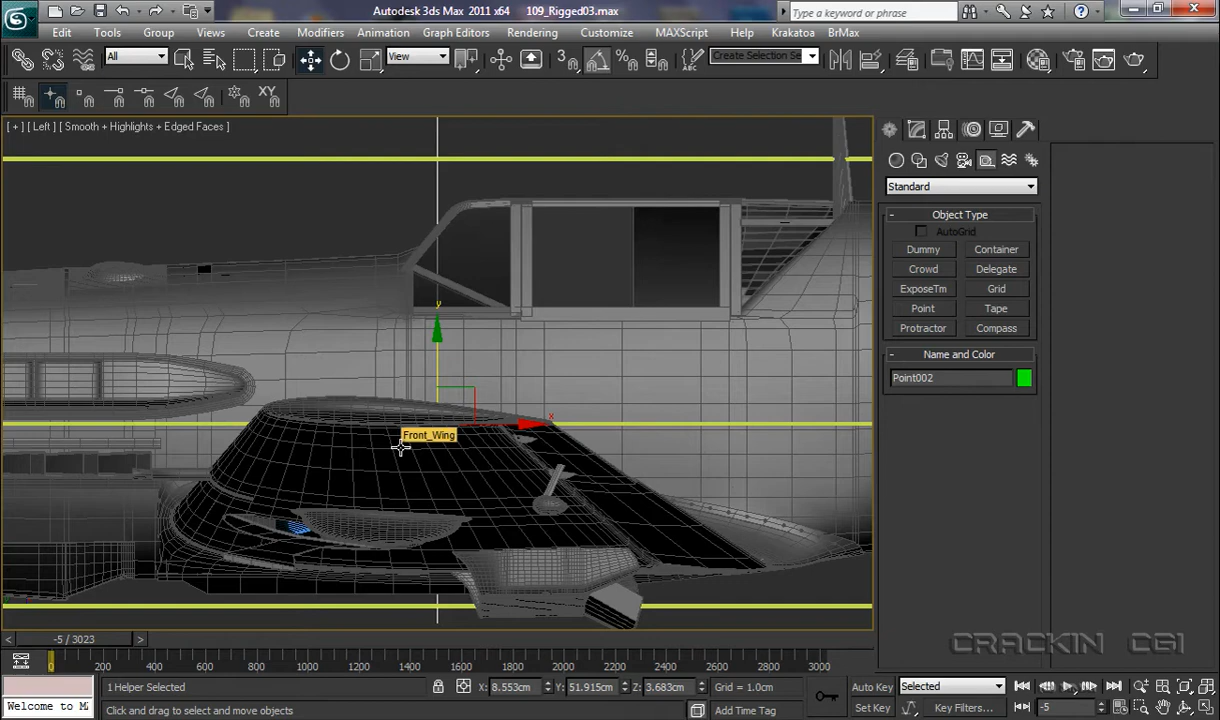 Autodesk 3ds Max 2011 x64 109_Rigged03.max
Type a keyword or phrase
Edit Tools Group Views Create Modifiers Animation Graph Editors Rendering Customize MAXScript Help Krakatoa BrMax
All View 3 Create Selection Se
XY
[ + ] [ Left ] [ Smooth + Highlights + Edged Faces ]
Standard
- Object Type
AutoGrid
Dummy Container
Crowd Delegate
ExposeTm Grid
Point Tape
Protractor Compass
- Name and Color
Point002
y
x
Front_Wing
CRACKIN CGI
< -5 / 3023 >
0 200 400 600 800 1000 1200 1400 1600 1800 2000 2200 2400 2600 2800 3000
1 Helper Selected X: 8.553cm Y: 51.915cm Z: 3.683cm Grid = 1.0cm Auto Key Selected
Welcome to M Click and drag to select and move objects Add Time Tag Set Key Key Filters... -5